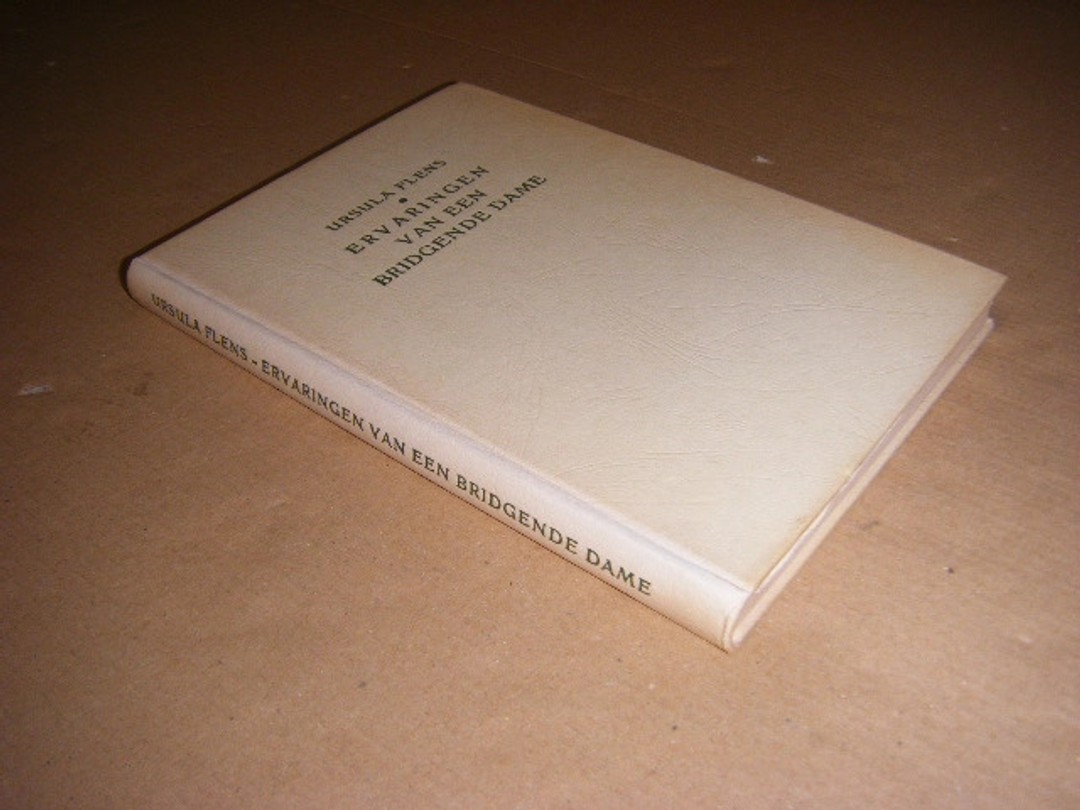 URSULA FLENS
•
ERVARINGEN
VAN EEN
BRIDGENDE DAME
URSULA FLENS - ERVARINGEN VAN EEN BRIDGENDE DAME